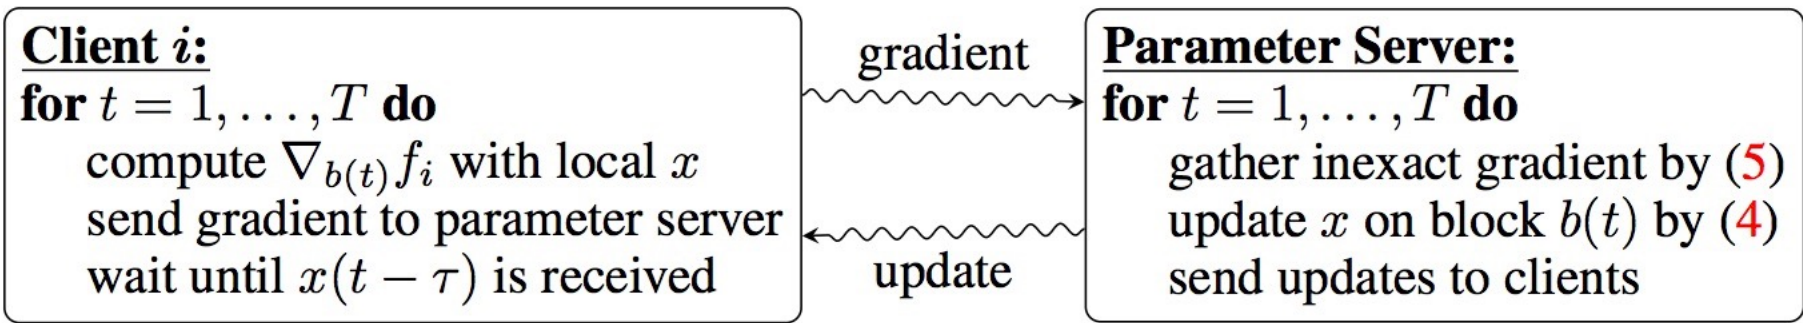 Client i:
for t = 1, . . . , T do
compute ∇b(t) fi with local x
send gradient to parameter server
wait until x(t − τ) is received
gradient
update
Parameter Server:
for t = 1, . . . , T do
gather inexact gradient by (5)
update x on block b(t) by (4)
send updates to clients